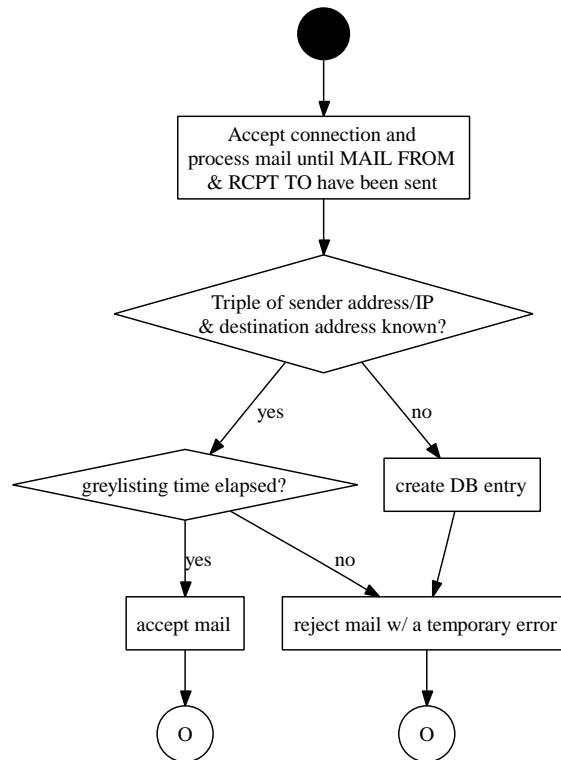 Accept connection and
process mail until MAIL FROM
& RCPT TO have been sent
Triple of sender address/IP
& destination address known?
yes
no
greylisting time elapsed?
create DB entry
yes
no
accept mail
reject mail w/ a temporary error
O
O